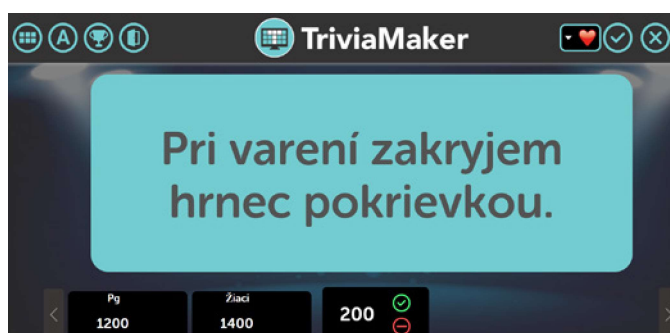 A
TriviaMaker
Pri varení zakryjem
hrnec pokrievkou.
Pg
1200
Žiaci
1400
200